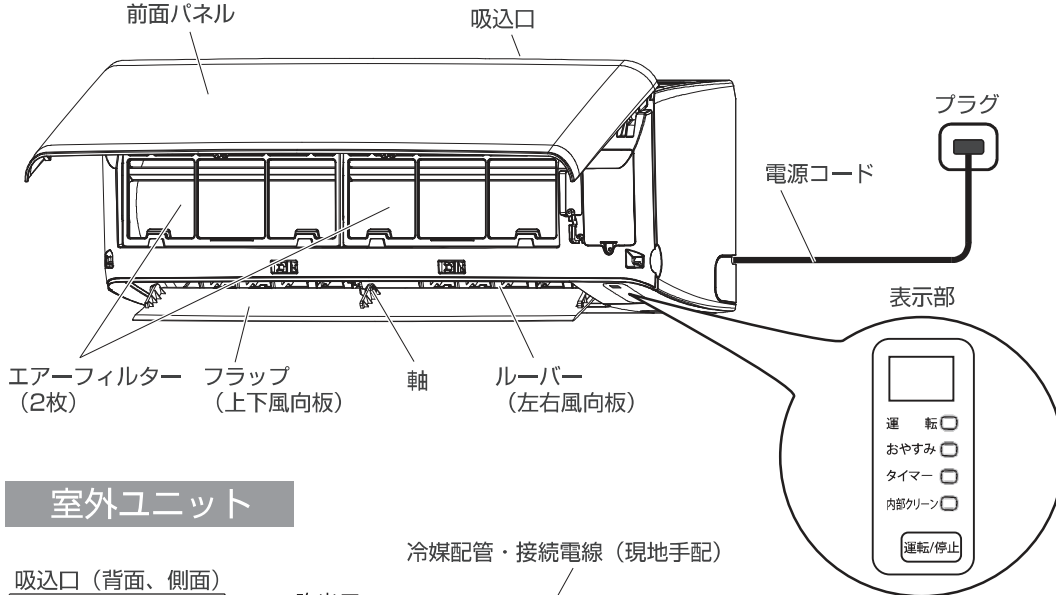 前面パネル
吸込口
プラグ
電源コード
表示部
エアーフィルター
（2枚）
フラップ
（上下風向板）
軸
ルーバー
（左右風向板）
運　転
おやすみ
タイマー
内部クリーン
運転/停止
室外ユニット
冷媒配管・接続電線（現地手配）
吸込口（背面、側面）